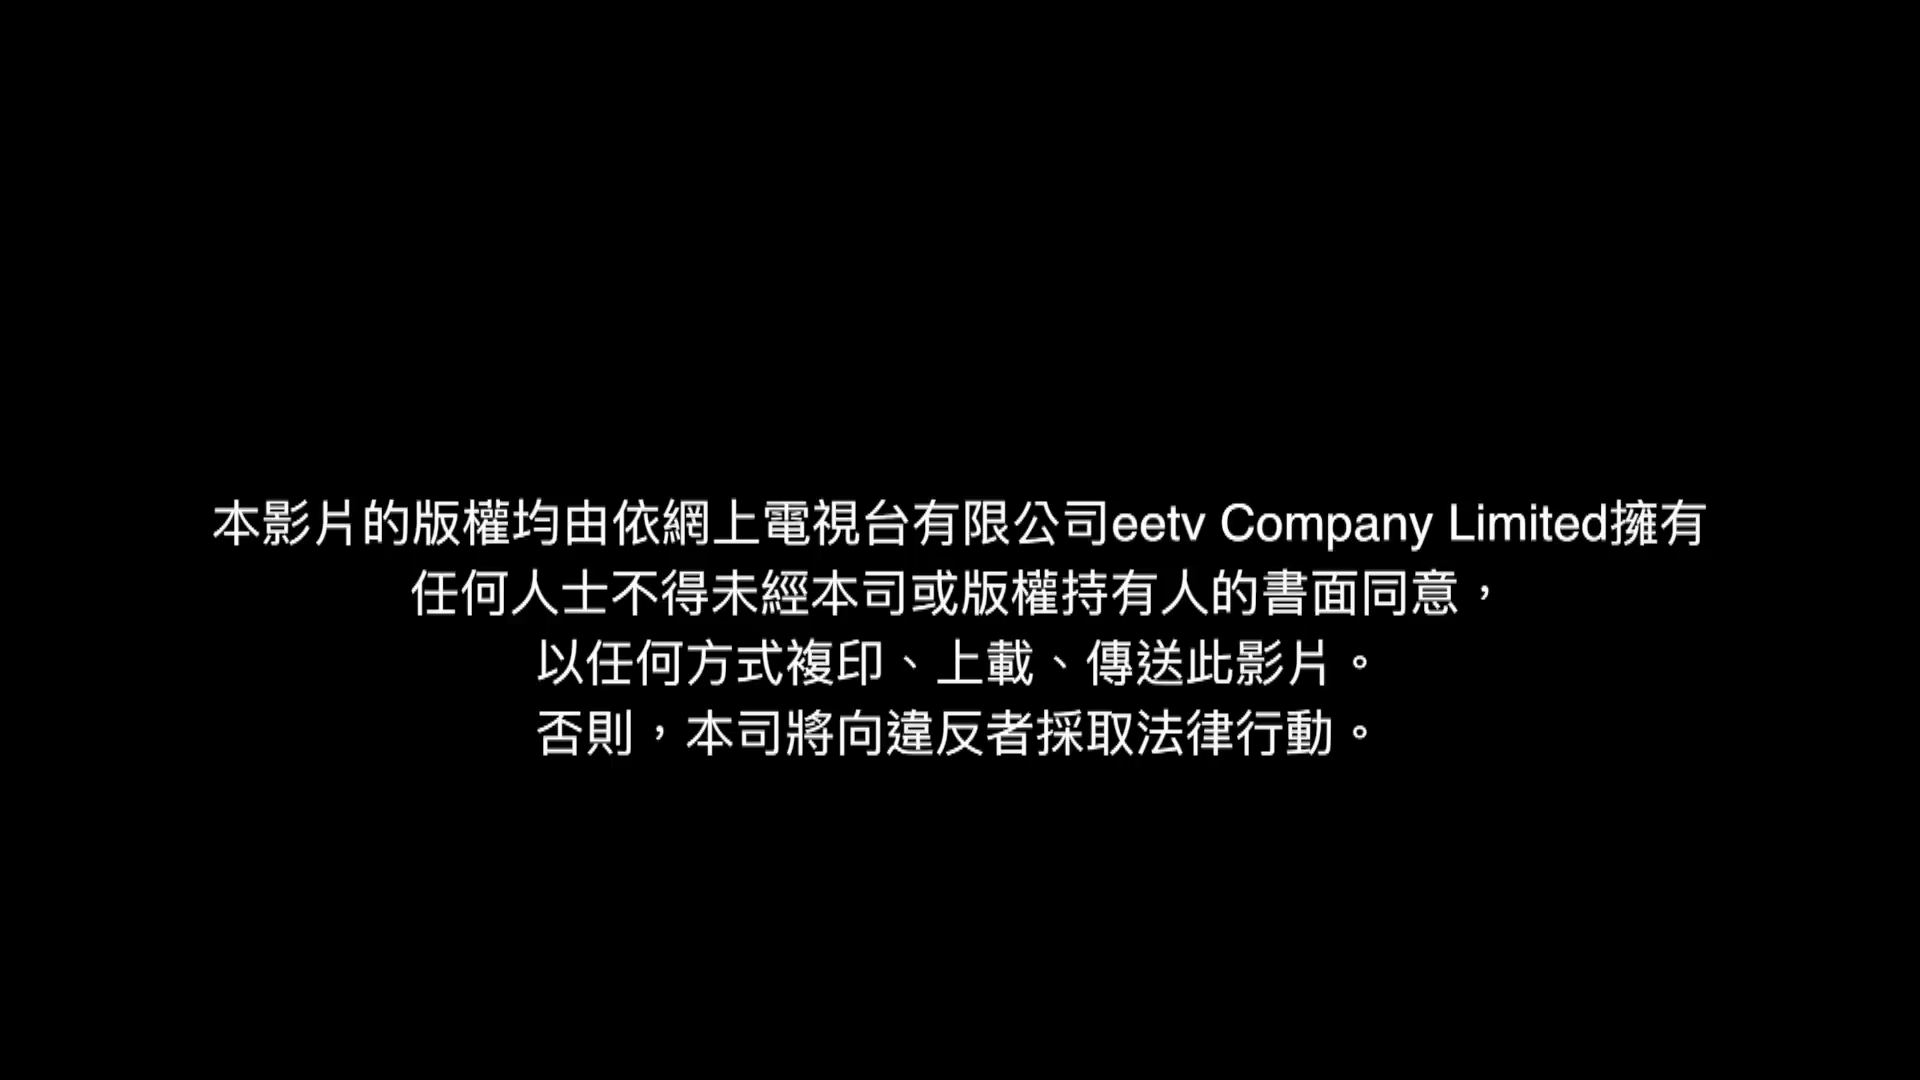 本影片的版權均由依網上電視台有限公司eetv Company Limited擁有
任何人士不得未經本司或版權持有人的書面同意，
以任何方式複印、上載、傳送此影片。
否則，本司將向違反者採取法律行動。